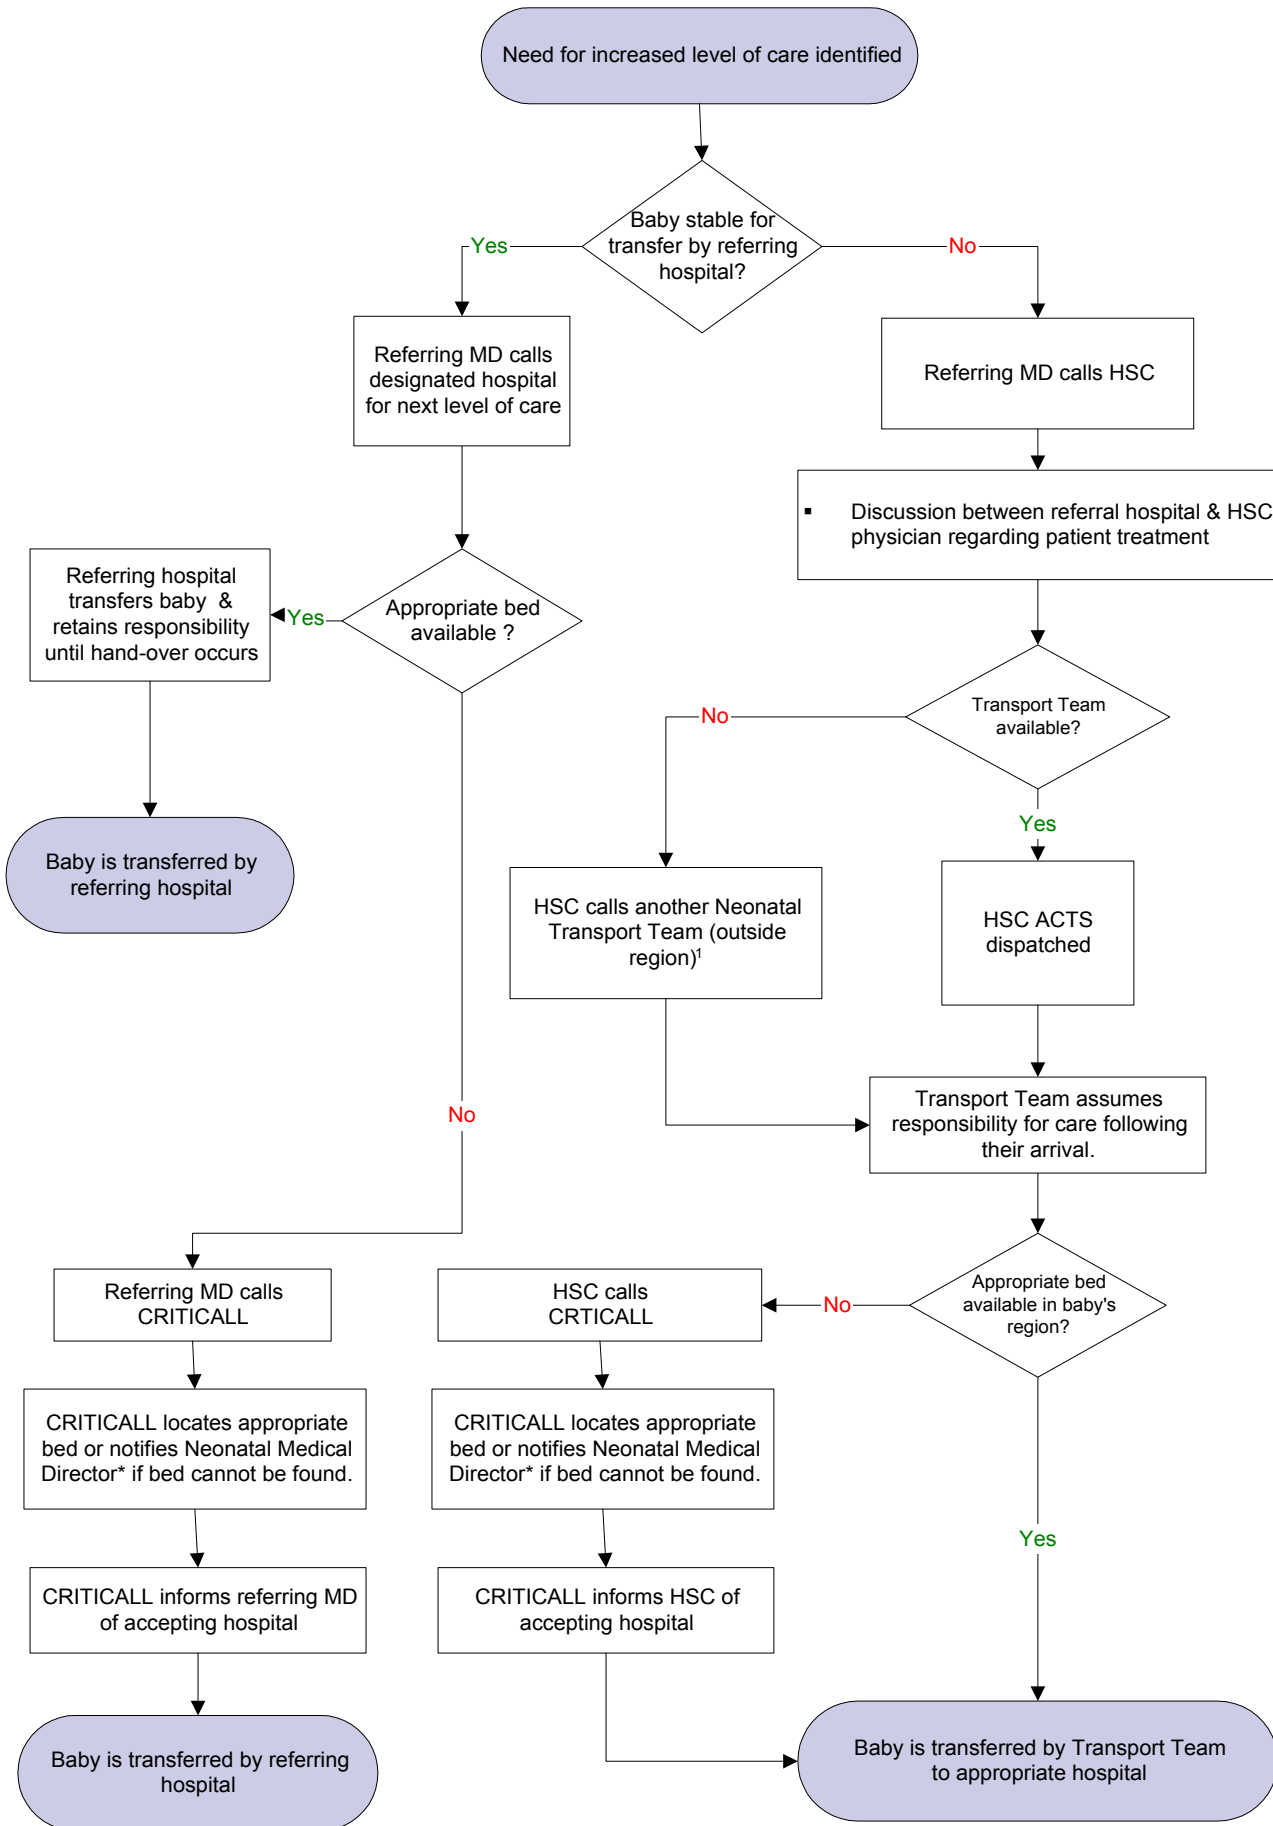 Need for increased level of care identified
Baby stable for
transfer by referring
hospital?
Yes
No
Referring MD calls
designated hospital
for next level of care
Referring MD calls HSC
▪ Discussion between referral hospital & HSC
physician regarding patient treatment
Referring hospital
transfers baby &
retains responsibility
until hand-over occurs
Yes
Appropriate bed
available ?
Transport Team
available?
No
Yes
Baby is transferred by
referring hospital
HSC calls another Neonatal
Transport Team (outside
region)¹
HSC ACTS
dispatched
No
Transport Team assumes
responsibility for care following
their arrival.
Referring MD calls
CRITICALL
HSC calls
CRTICALL
No
Appropriate bed
available in baby's
region?
CRITICALL locates appropriate
bed or notifies Neonatal Medical
Director* if bed cannot be found.
CRITICALL locates appropriate
bed or notifies Neonatal Medical
Director* if bed cannot be found.
Yes
CRITICALL informs referring MD
of accepting hospital
CRITICALL informs HSC of
accepting hospital
Baby is transferred by referring
hospital
Baby is transferred by Transport Team
to appropriate hospital